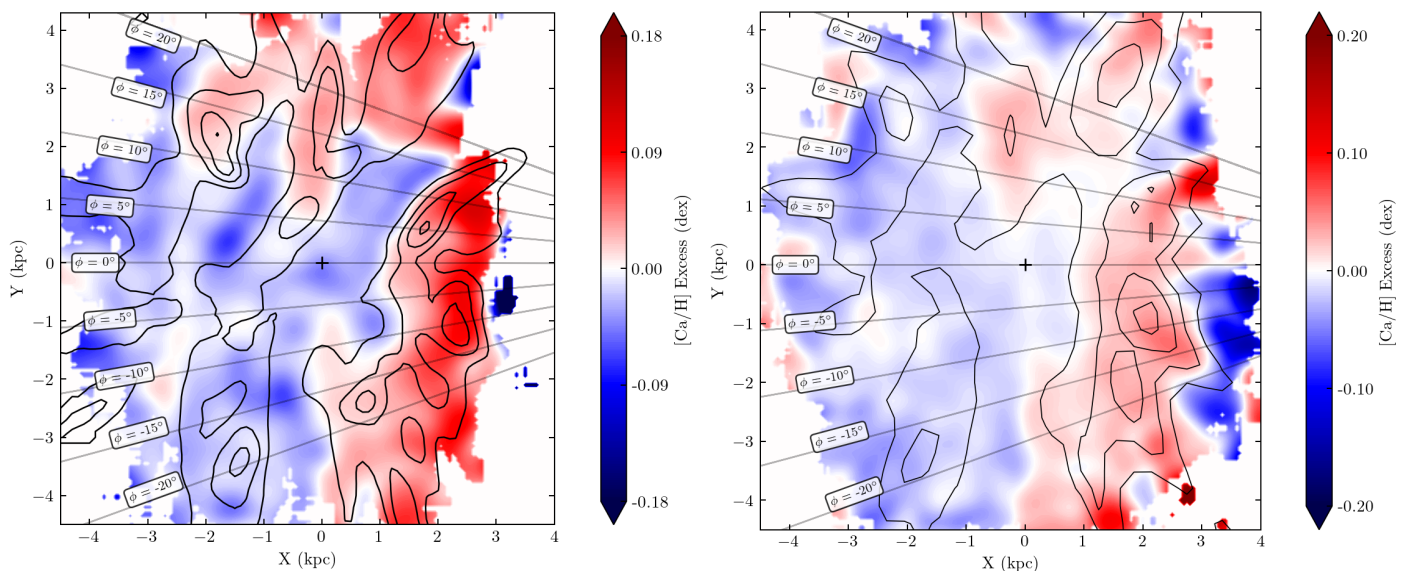 4
3
2
1
0
−1
−2
−3
−4
Y (kpc)
ϕ = 20°
ϕ = 15°
ϕ = 10°
ϕ = 5°
ϕ = 0°
ϕ = -5°
ϕ = -10°
ϕ = -15°
ϕ = -20°
−4 −3 −2 −1 0 1 2 3 4
X (kpc)
0.18
0.09
0.00
-0.09
-0.18
[Ca/H] Excess (dex)
4
3
2
1
0
−1
−2
−3
−4
Y (kpc)
ϕ = 20°
ϕ = 15°
ϕ = 10°
ϕ = 5°
ϕ = 0°
ϕ = -5°
ϕ = -10°
ϕ = -15°
ϕ = -20°
−4 −3 −2 −1 0 1 2 3 4
X (kpc)
0.20
0.10
0.00
-0.10
-0.20
[Ca/H] Excess (dex)